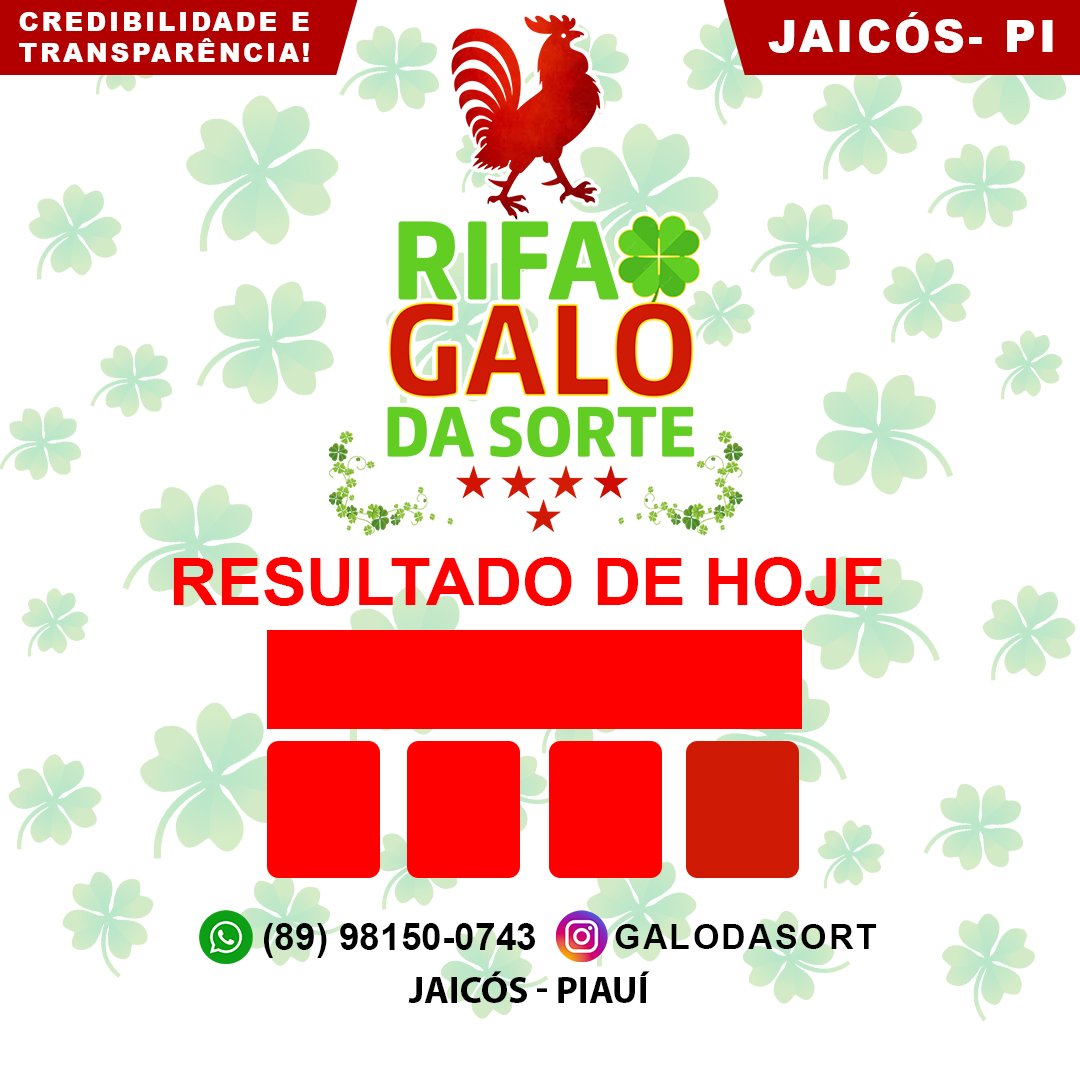 CREDIBILIDADE E
TRANSPARÊNCIA!
JAICÓS- PI
RIFA
GALO
DA SORTE
RESULTADO DE HOJE
(89) 98150-0743 GALODASORT
JAICÓS - PIAUÍ